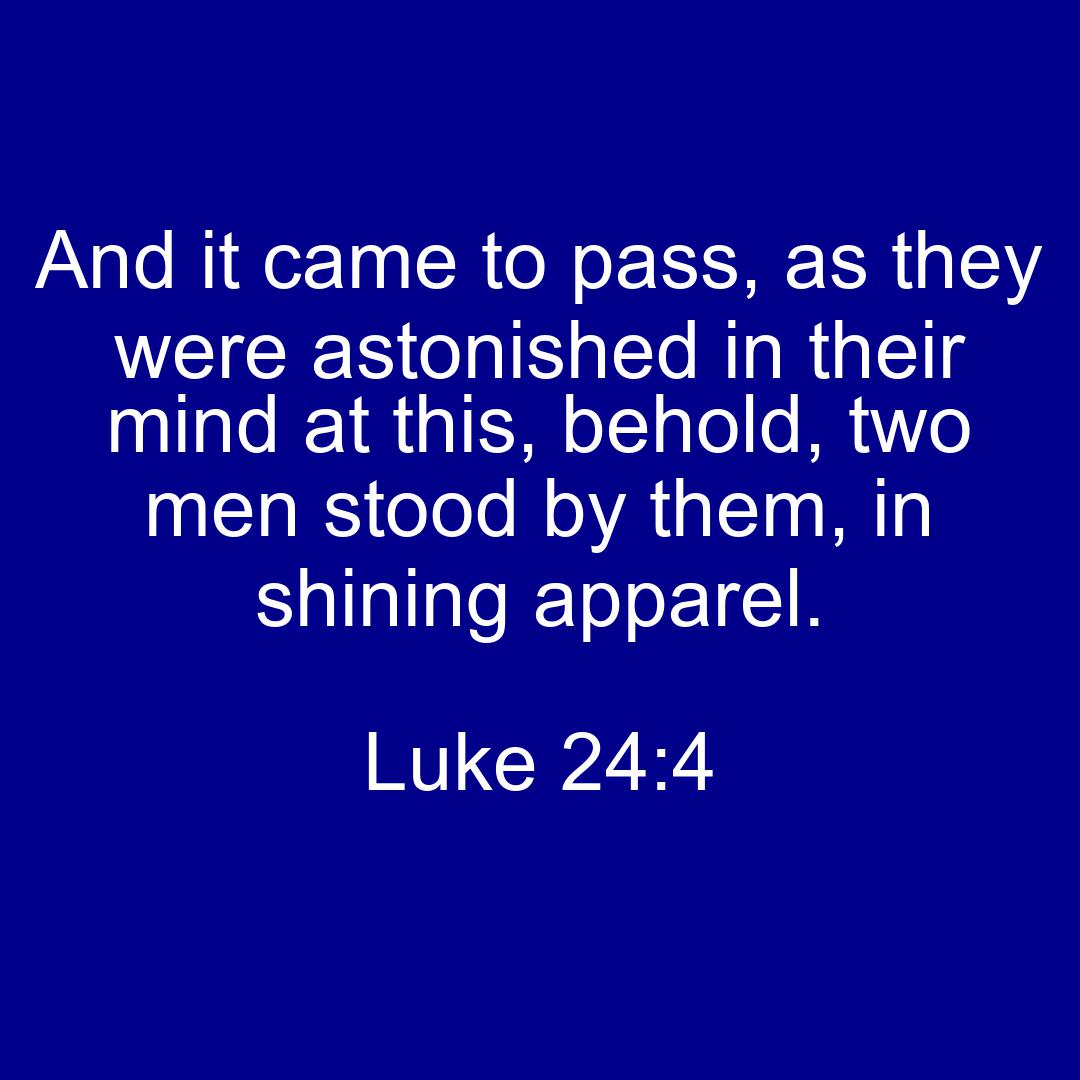 And it came to pass, as they
were astonished in their
mind at this, behold, two
men stood by them, in
shining apparel.
Luke 24:4